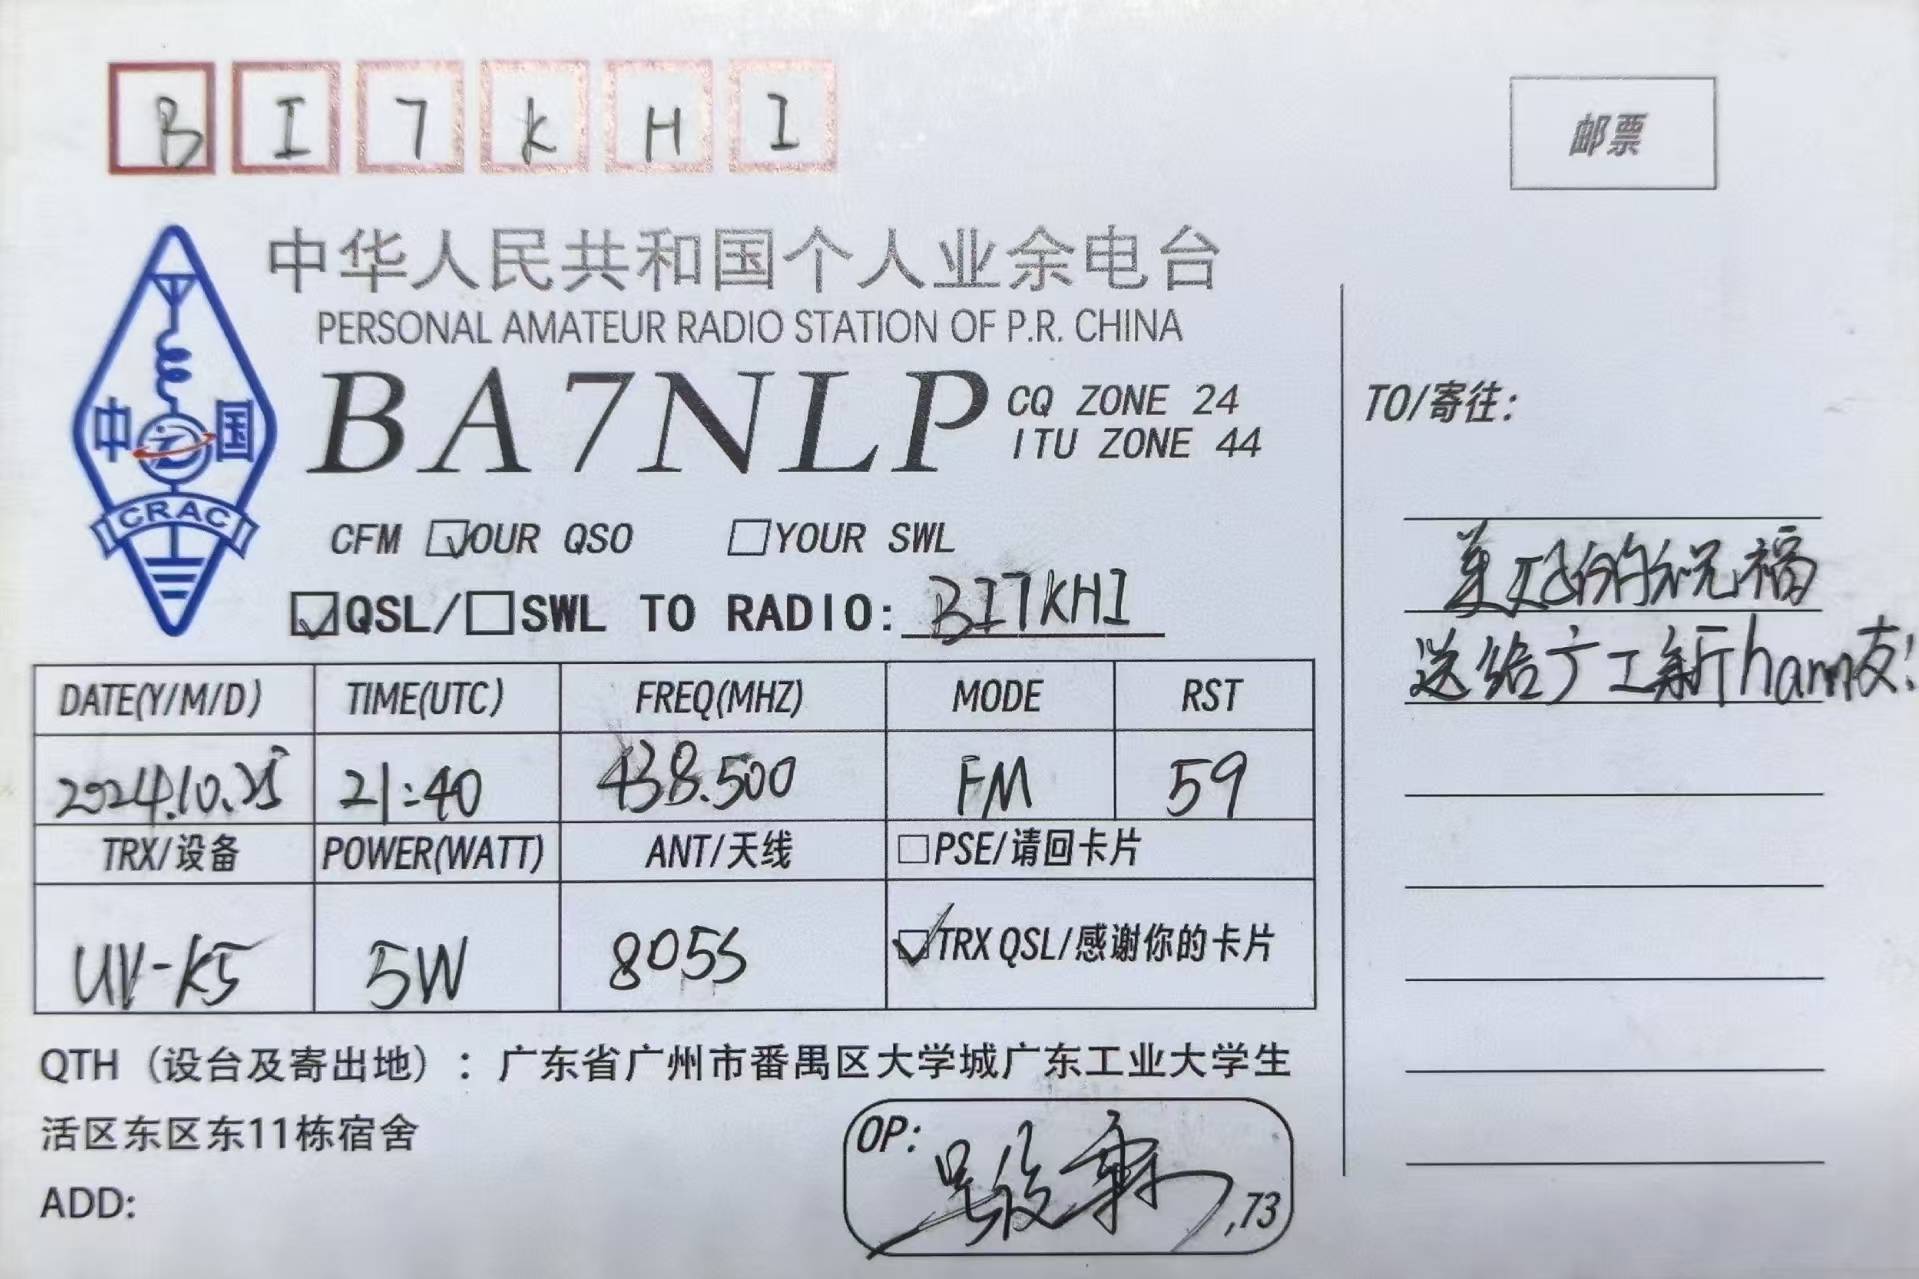 BI7KHI
邮票
中华人民共和国个人业余电台
PERSONAL AMATEUR RADIO STATION OF P.R. CHINA
中 国
CRAC
BA7NLP
CQ ZONE 24
ITU ZONE 44
CFM OUR QSO YOUR SWL
QSL/ SWL TO RADIO: BI7KHI
DATE(Y/M/D) TIME(UTC) FREQ(MHZ) MODE RST
2024.10.25 21:40 438.500 FM 59
TRX/设备 POWER(WATT) ANT/天线 PSE/请回卡片
UV-K5 5W 805S TRX QSL/感谢你的卡片
QTH（设台及寄出地）：广东省广州市番禺区大学城广东工业大学生
活区东区东11栋宿舍
ADD:
OP: ,73
TO/寄往:
美好的祝福
送给广工新ham友!